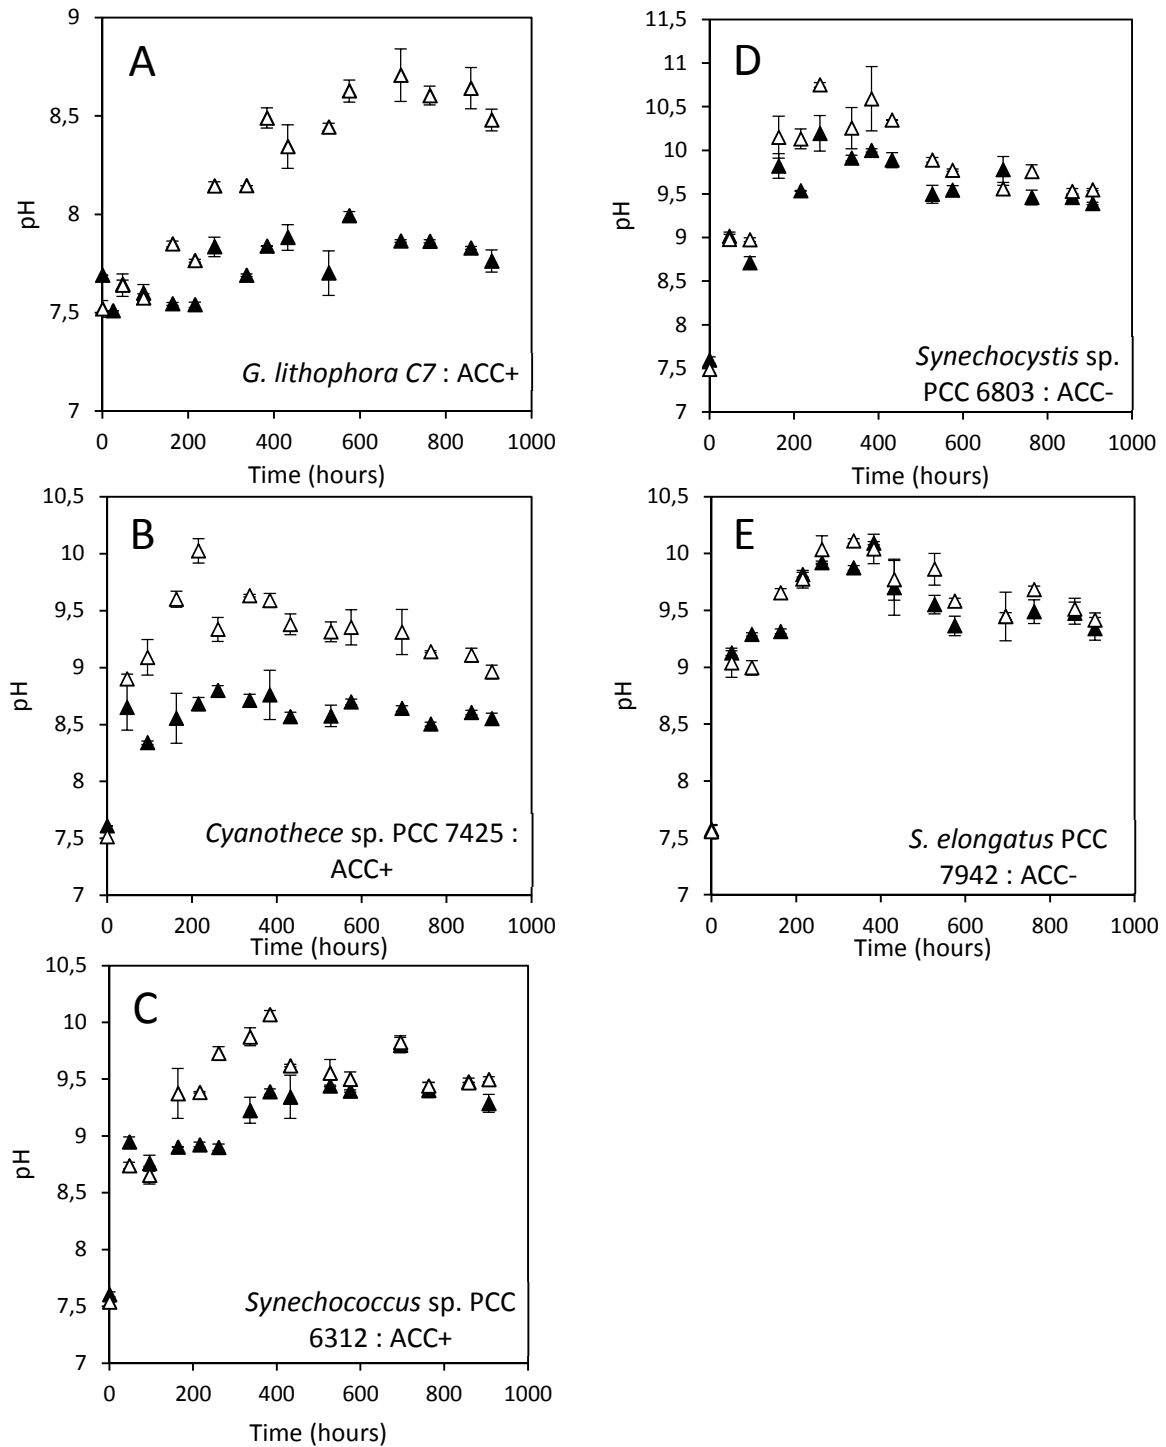 A
9
8,5
8
7,5
7
pH
0 200 400 600 800 1000
Time (hours)
G. lithophora C7 : ACC+
D
11,5
11
10,5
10
9,5
9
8,5
8
7,5
7
pH
0 200 400 600 800 1000
Time (hours)
Synechocystis sp.
PCC 6803 : ACC-
B
10,5
10
9,5
9
8,5
8
7,5
7
pH
0 200 400 600 800 1000
Time (hours)
Cyanothece sp. PCC 7425 :
ACC+
E
10,5
10
9,5
9
8,5
8
7,5
7
pH
0 200 400 600 800 1000
Time (hours)
S. elongatus PCC
7942 : ACC-
C
10,5
10
9,5
9
8,5
8
7,5
7
pH
0 200 400 600 800 1000
Time (hours)
Synechococcus sp. PCC
6312 : ACC+